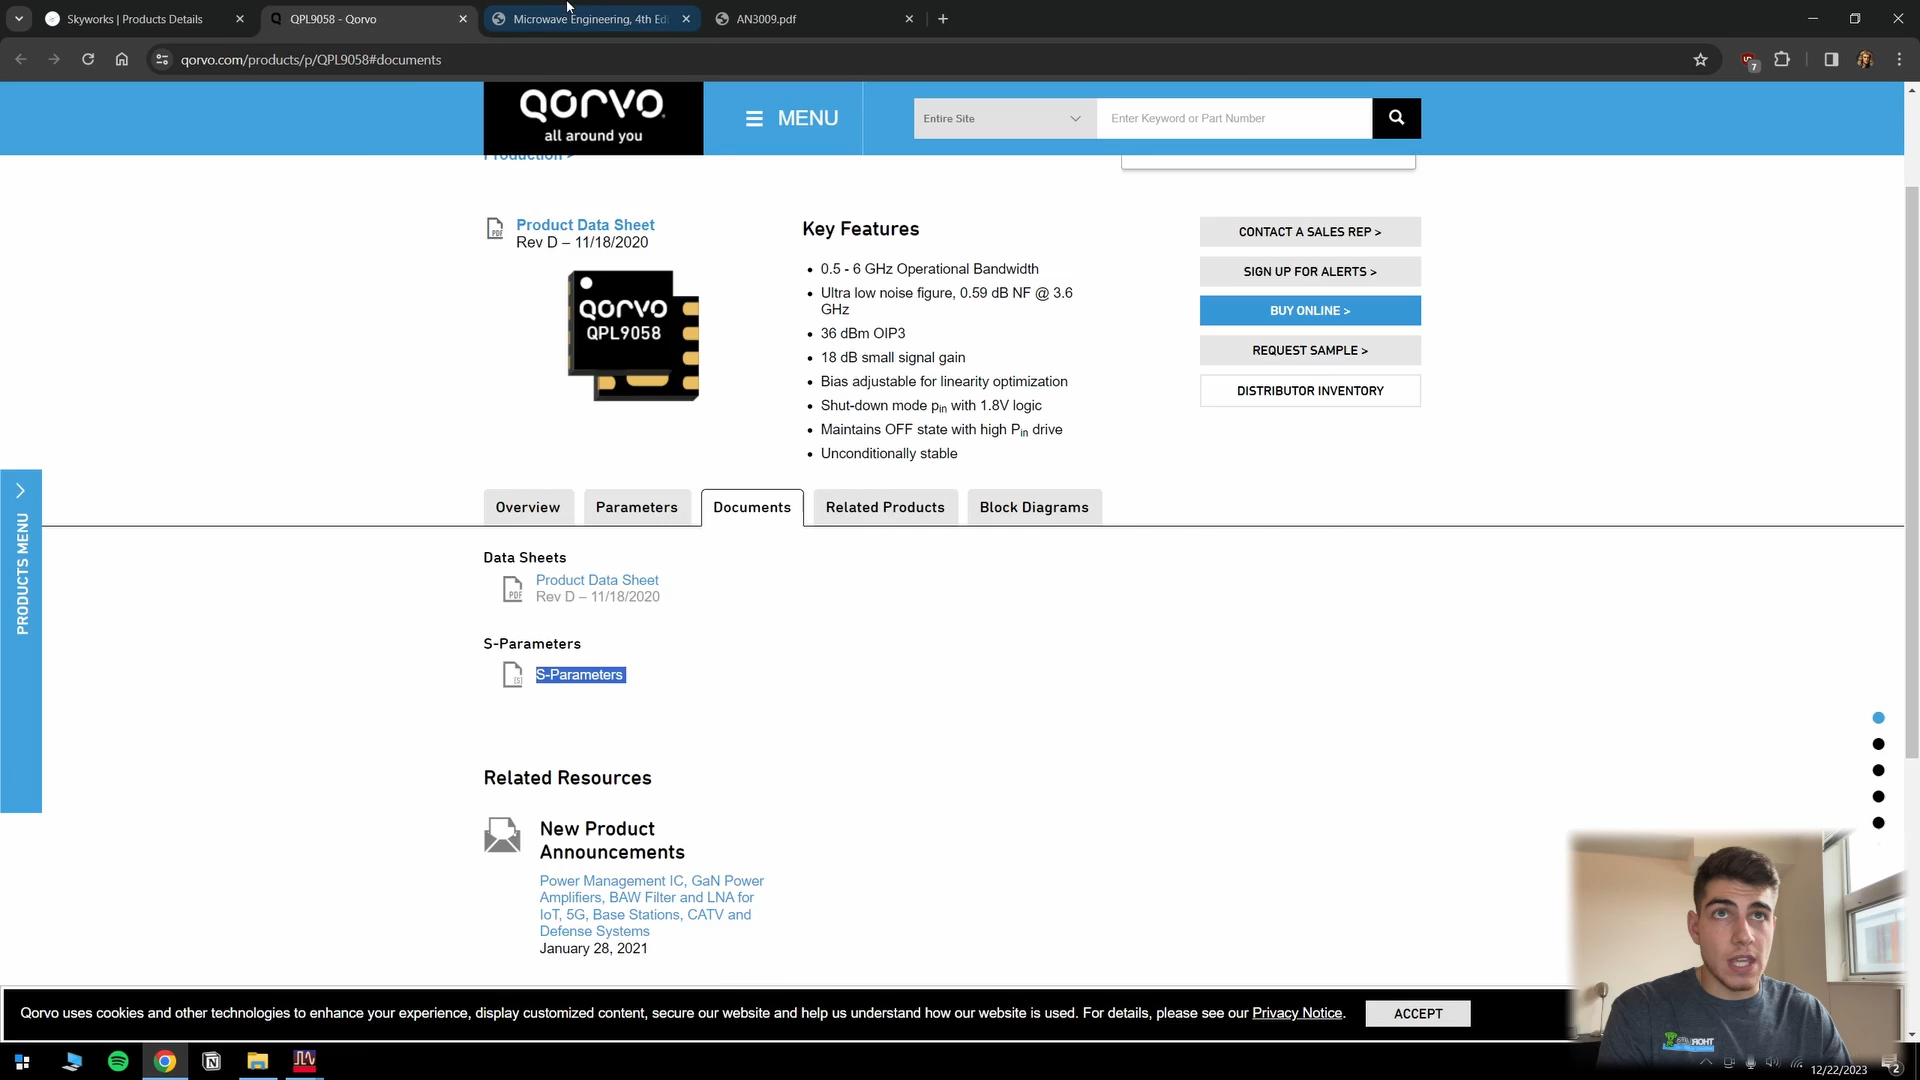 Skyworks | Products Details
QPL9058 - Qorvo
Microwave Engineering, 4th Edi
AN3009.pdf
qorvo.com/products/p/QPL9058#documents
7
QORVO
all around you
MENU
Entire Site
Enter Keyword or Part Number
Production >
Product Data Sheet
Rev D – 11/18/2020
PDF
QORVO
QPL9058
Key Features
0.5 - 6 GHz Operational Bandwidth
Ultra low noise figure, 0.59 dB NF @ 3.6
GHz
36 dBm OIP3
18 dB small signal gain
Bias adjustable for linearity optimization
Shut-down mode pin with 1.8V logic
Maintains OFF state with high Pin drive
Unconditionally stable
CONTACT A SALES REP >
SIGN UP FOR ALERTS >
BUY ONLINE >
REQUEST SAMPLE >
DISTRIBUTOR INVENTORY
PRODUCTS MENU
Overview
Parameters
Documents
Related Products
Block Diagrams
Data Sheets
PDF
Product Data Sheet
Rev D – 11/18/2020
S-Parameters
[S]
S-Parameters
Related Resources
New Product
Announcements
Power Management IC, GaN Power
Amplifiers, BAW Filter and LNA for
IoT, 5G, Base Stations, CATV and
Defense Systems
January 28, 2021
Qorvo uses cookies and other technologies to enhance your experience, display customized content, secure our website and help us understand how our website is used. For details, please see our Privacy Notice.
ACCEPT
12/22/2023
2